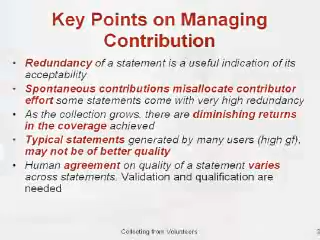 Key Points on Managing
Contribution
• Redundancy of a statement is a useful indication of its
acceptability
• Spontaneous contributions misallocate contributor
effort some statements come with very high redundancy
• As the collection grows, there are diminishing returns
in the coverage achieved
• Typical statements generated by many users (high gf),
may not be of better quality
• Human agreement on quality of a statement varies
across statements. Validation and qualification are
needed
Collecting from Volunteers